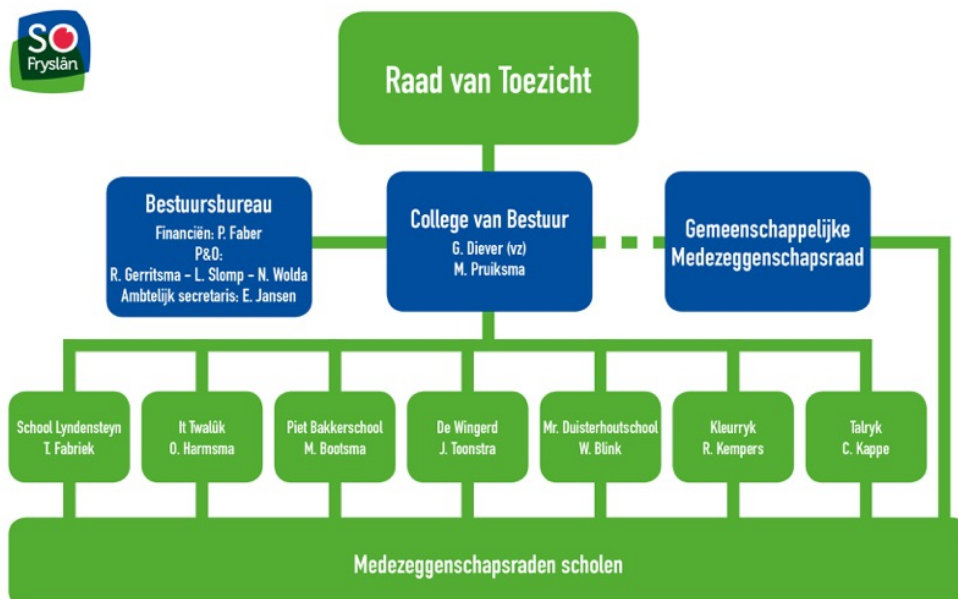 SO
Fryslân
Raad van Toezicht
Bestuursbureau
Financiën: P. Faber
P&O:
R. Gerritsma – L. Slomp – N. Wolda
Ambtelijk secretaris: E. Jansen
College van Bestuur
G. Diever (vz)
M. Pruiksma
Gemeenschappelijke
Medezeggenschapsraad
School Lyndensteyn
T. Fabriek
It Twalûk
O. Harmsma
Piet Bakkerschool
M. Bootsma
De Wingerd
J. Toonstra
Mr. Duisterhoutschool
W. Blink
Kleurryk
R. Kempers
Talryk
C. Kappe
Medezeggenschapsraden scholen